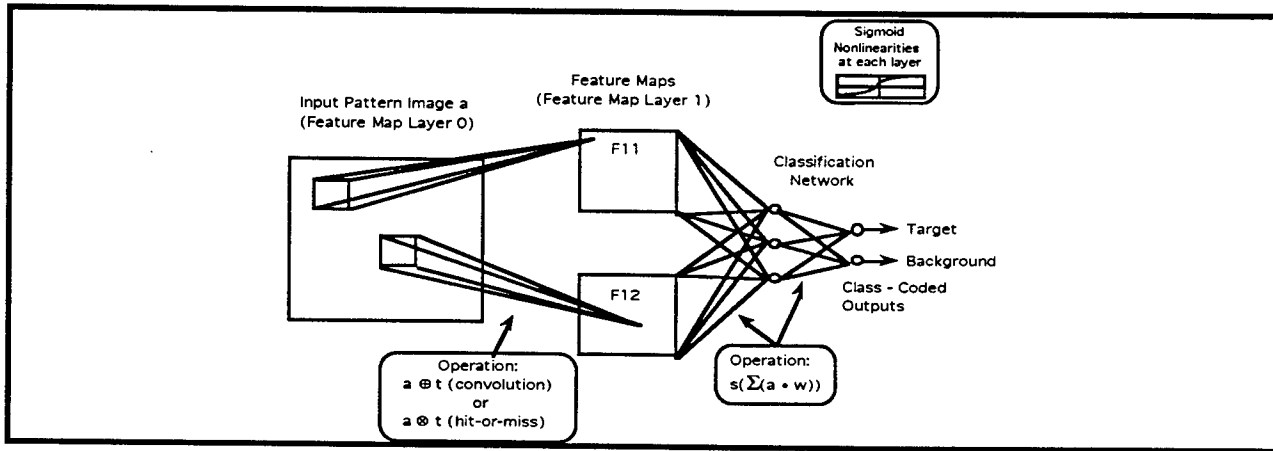 Sigmoid
Nonlinearities
at each layer
Feature Maps
(Feature Map Layer 1)
Input Pattern Image a
(Feature Map Layer 0)
F11
Classification
Network
Target
Background
F12
Class - Coded
Outputs
Operation:
a ⊕ t (convolution)
or
a ⊗ t (hit-or-miss)
Operation:
s(Σ(a • w))